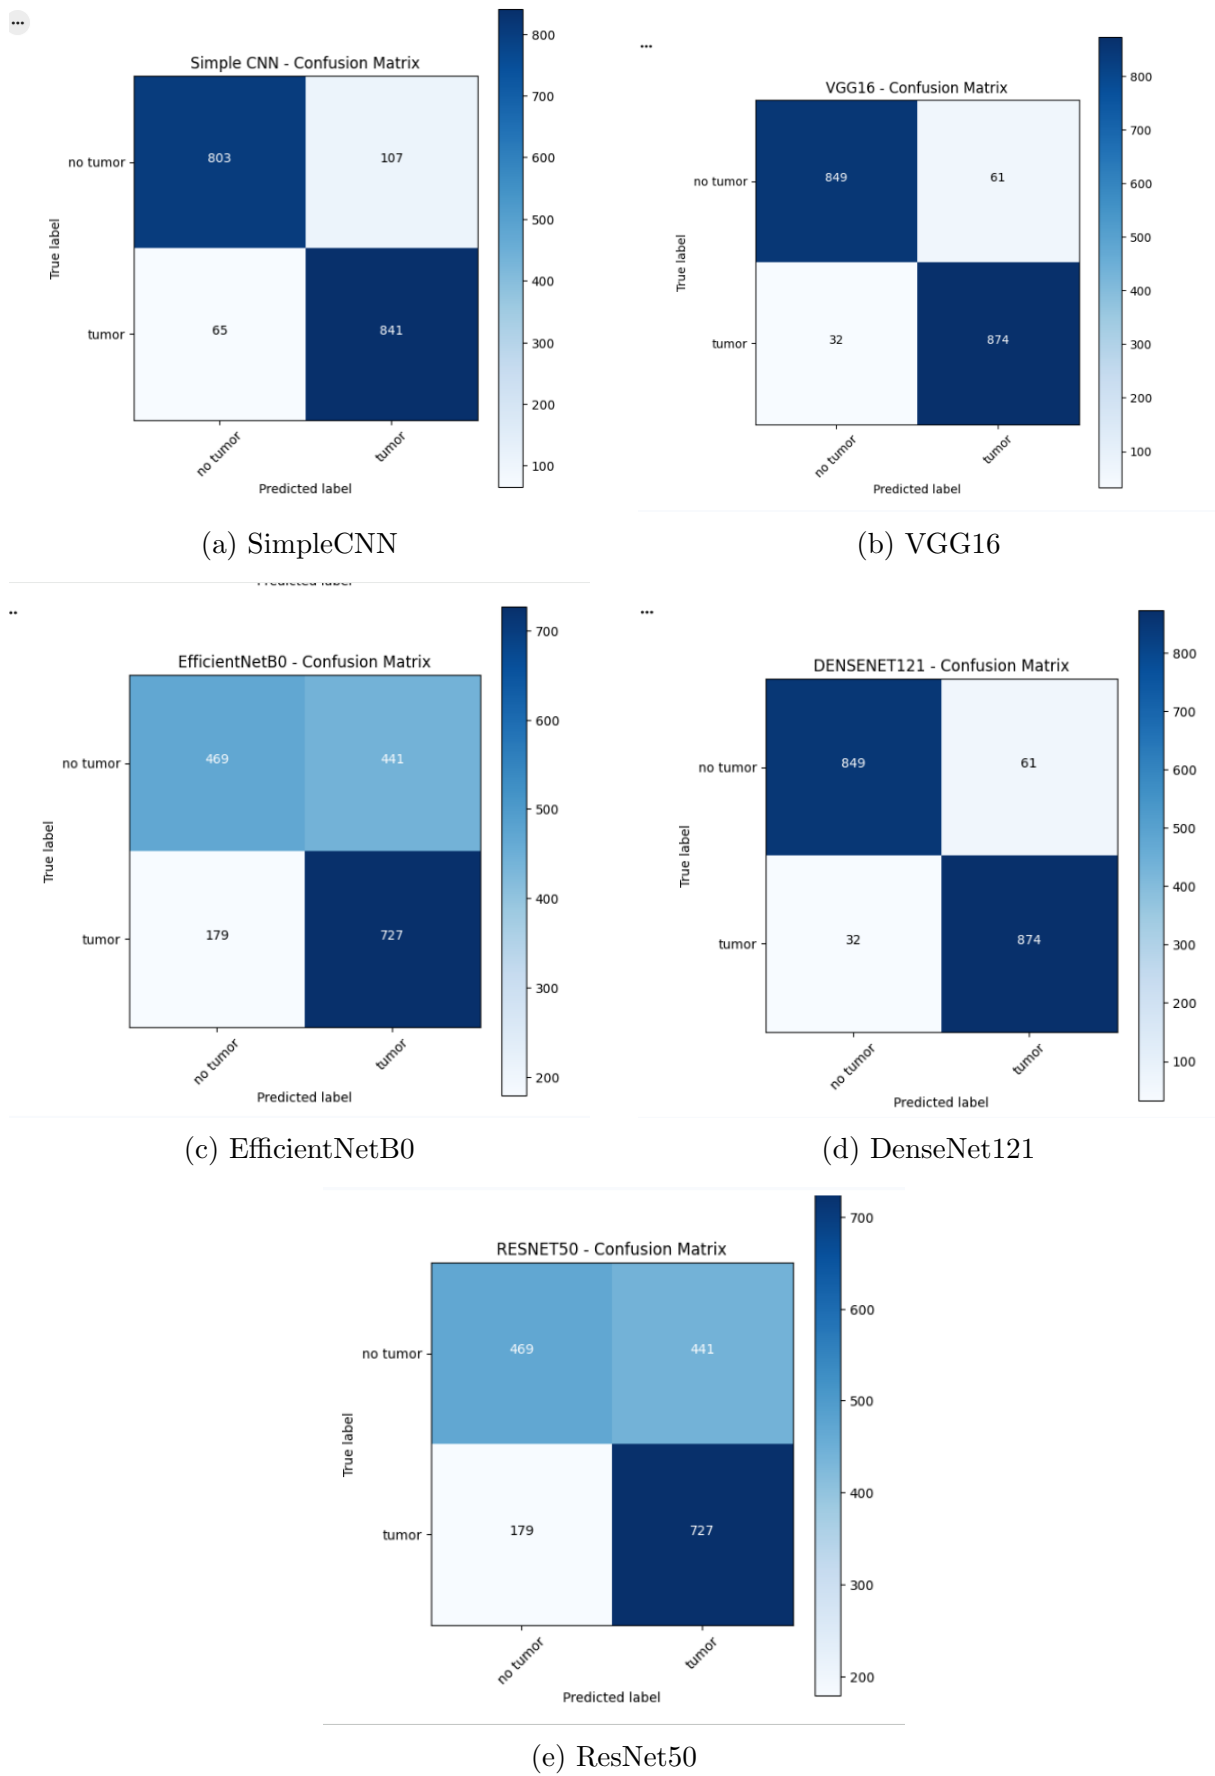 ...
Simple CNN - Confusion Matrix
800
700
600
500
400
300
200
100
True label
no tumor
803
107
tumor
65
841
no tumor
tumor
Predicted label
(a) SimpleCNN
...
VGG16 - Confusion Matrix
800
700
600
500
400
300
200
100
True label
no tumor
849
61
tumor
32
874
no tumor
tumor
Predicted label
(b) VGG16
Predicted label
..
EfficientNetB0 - Confusion Matrix
700
600
500
400
300
200
True label
no tumor
469
441
tumor
179
727
no tumor
tumor
Predicted label
(c) EfficientNetB0
...
DENSENET121 - Confusion Matrix
800
700
600
500
400
300
200
100
True label
no tumor
849
61
tumor
32
874
no tumor
tumor
Predicted label
(d) DenseNet121
RESNET50 - Confusion Matrix
700
600
500
400
300
200
True label
no tumor
469
441
tumor
179
727
no tumor
tumor
Predicted label
(e) ResNet50